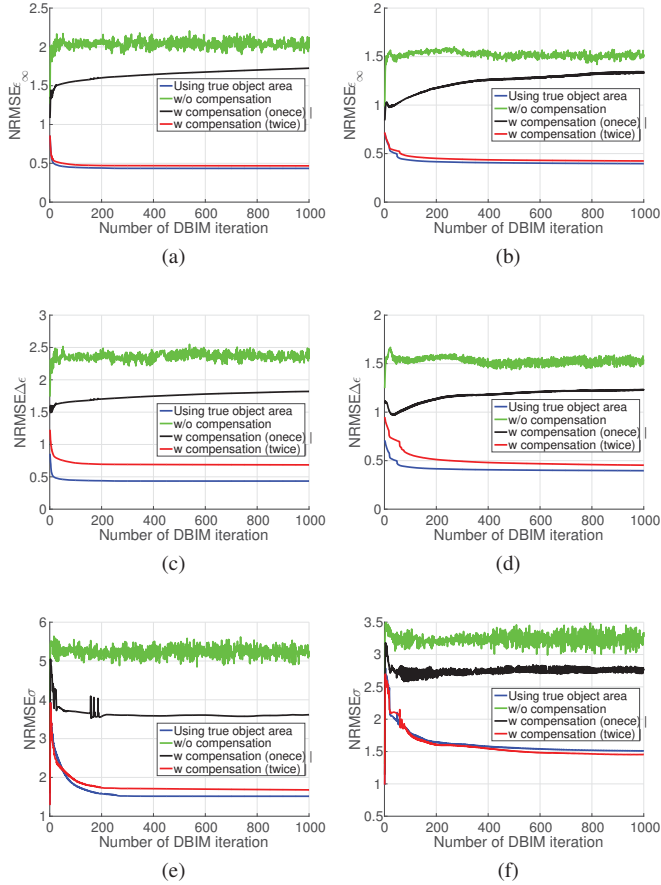 2.5
2
1.5
1
0.5
0
NRMSEϵ∞
Using true object area
w/o compensation
w compensation (onece) |
w compensation (twice) |
0 200 400 600 800 1000
Number of DBIM iteration
(a)
2
1.5
1
0.5
0
NRMSEϵ∞
Using true object area
w/o compensation
w compensation (onece) |
w compensation (twice) |
0 200 400 600 800 1000
Number of DBIM iteration
(b)
3
2.5
2
1.5
1
0.5
0
NRMSEΔϵ
Using true object area
w/o compensation
w compensation (onece) |
w compensation (twice) |
0 200 400 600 800 1000
Number of DBIM iteration
(c)
2
1.5
1
0.5
0
NRMSEΔϵ
Using true object area
w/o compensation
w compensation (onece) |
w compensation (twice) |
0 200 400 600 800 1000
Number of DBIM iteration
(d)
6
5
4
3
2
1
NRMSEσ
Using true object area
w/o compensation
w compensation (onece) |
w compensation (twice) |
0 200 400 600 800 1000
Number of DBIM iteration
(e)
3.5
3
2.5
2
1.5
1
0.5
NRMSEσ
Using true object area
w/o compensation
w compensation (onece) |
w compensation (twice) |
0 200 400 600 800 1000
Number of DBIM iteration
(f)